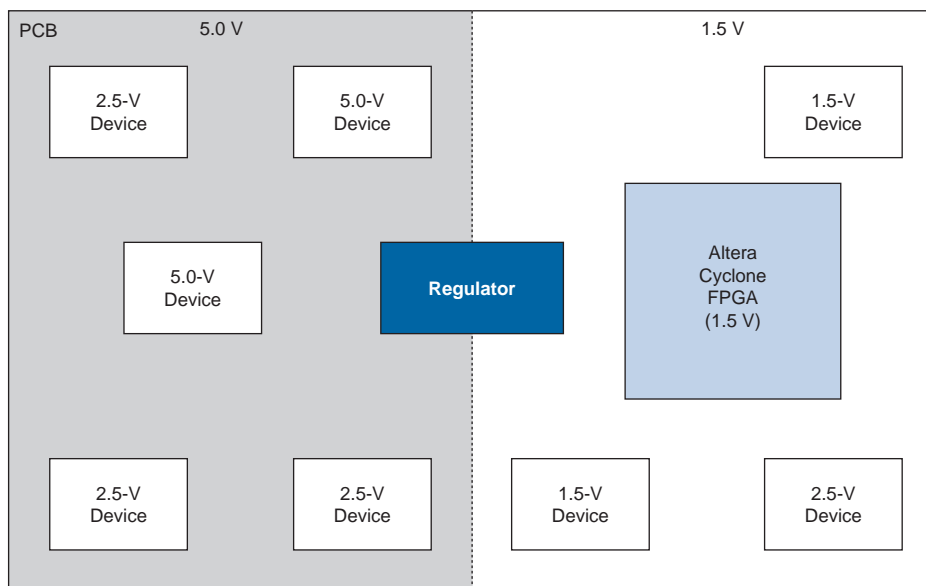 PCB
5.0 V
1.5 V
2.5-V
Device
5.0-V
Device
1.5-V
Device
5.0-V
Device
Regulator
Altera
Cyclone
FPGA
(1.5 V)
2.5-V
Device
2.5-V
Device
1.5-V
Device
2.5-V
Device